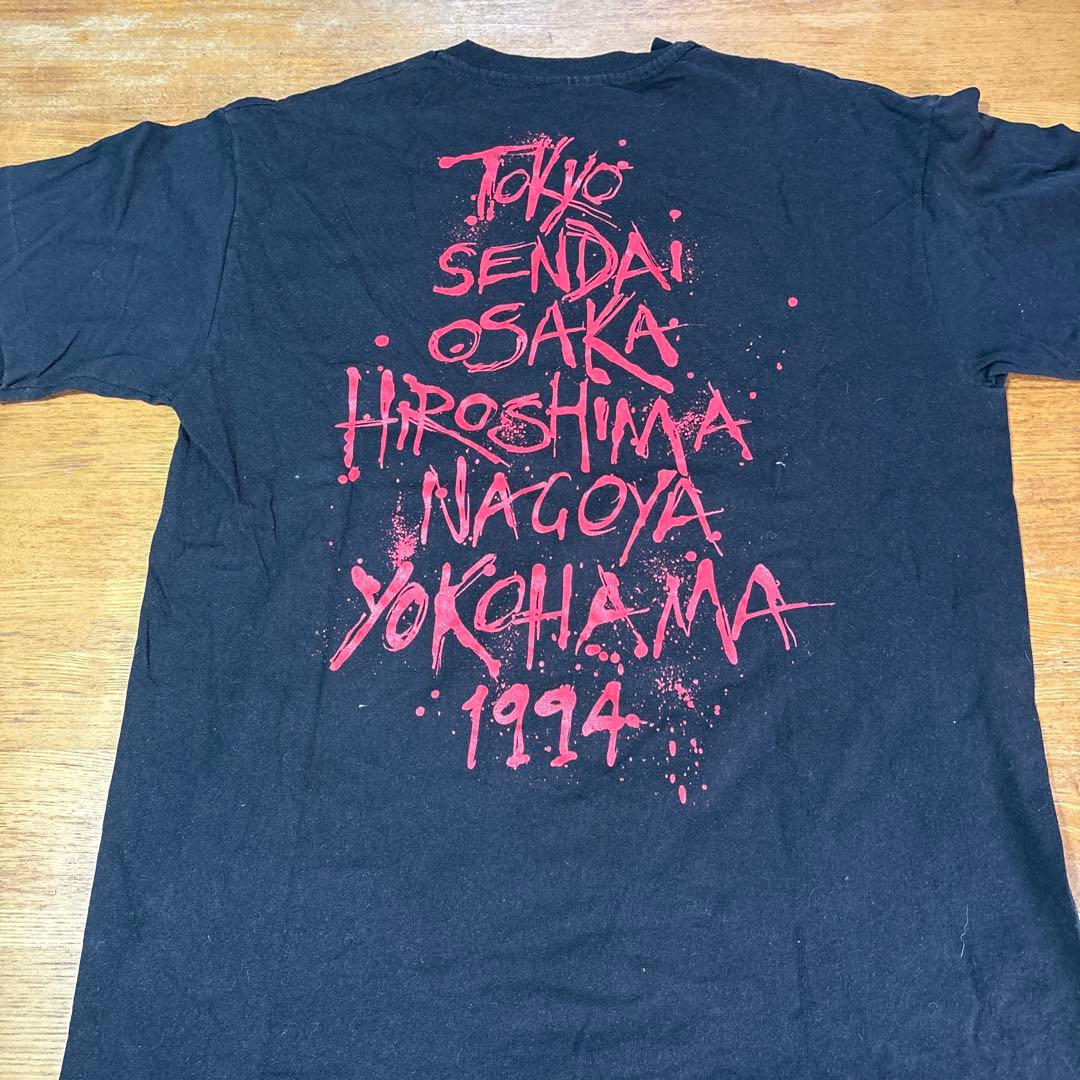 TOKYO
SENDAi
OSAKA
HiROSHiMA
NAGOYA
YOKOHAMA
1994